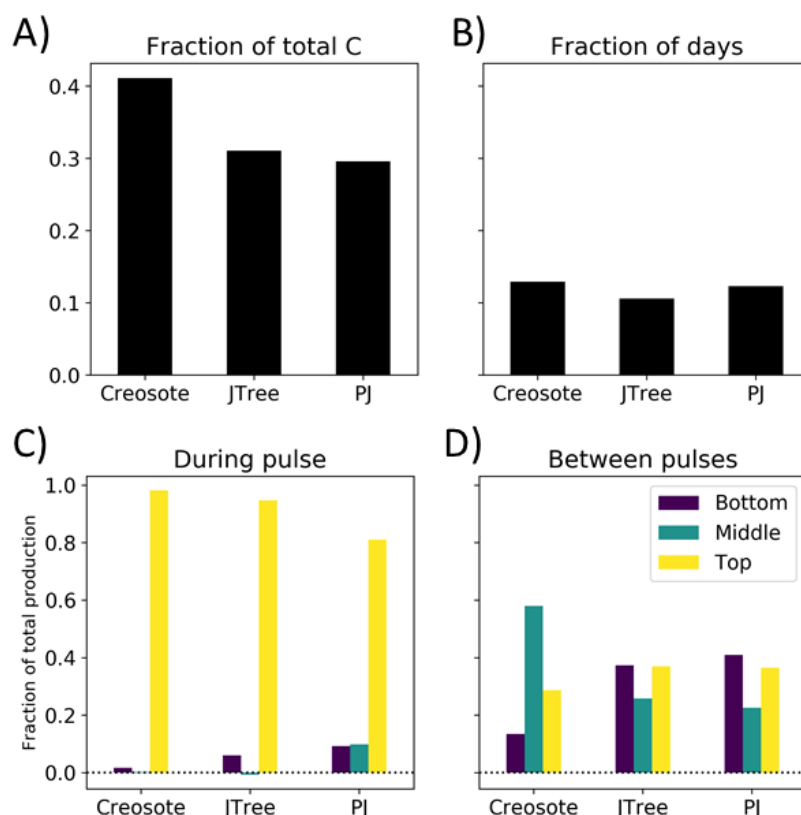 A)
Fraction of total C
0.4
0.3
0.2
0.1
0.0
Creosote JTree PJ
B)
Fraction of days
Creosote JTree PJ
C)
During pulse
Fraction of total production
1.0
0.8
0.6
0.4
0.2
0.0
Creosote JTree PJ
D)
Between pulses
Bottom
Middle
Top
Creosote JTree PJ